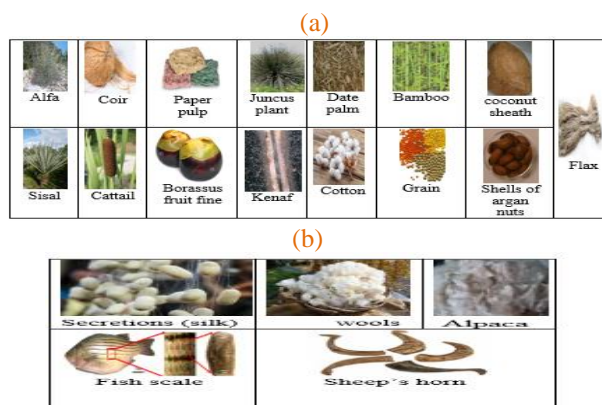 (a)
Alfa
Coir
Paper
pulp
Juncus
plant
Date
palm
Bamboo
coconut
sheath
Flax
Sisal
Cattail
Borassus
fruit fine
Kenaf
Cotton
Grain
Shells of
argan
nuts
(b)
Secretions (silk)
wools
Alpaca
Fish scale
Sheep's horn